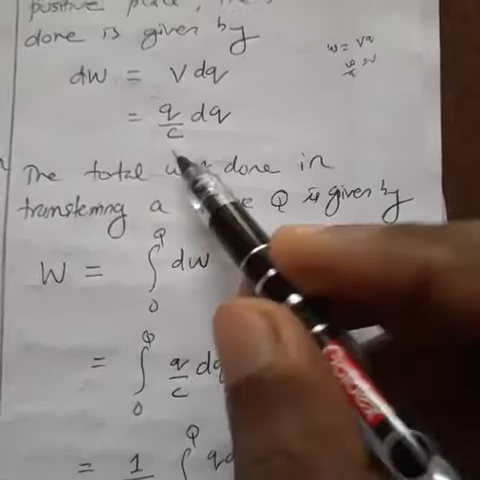 positive plate, the
done is given by
dw = Vdq
= q/c dq
w = Vq
w/q = V
The total done in
transferring a Q is given by
W = ∫₀^Q dw
= ∫₀^Q q/c dq
= 1 ∫^Q q